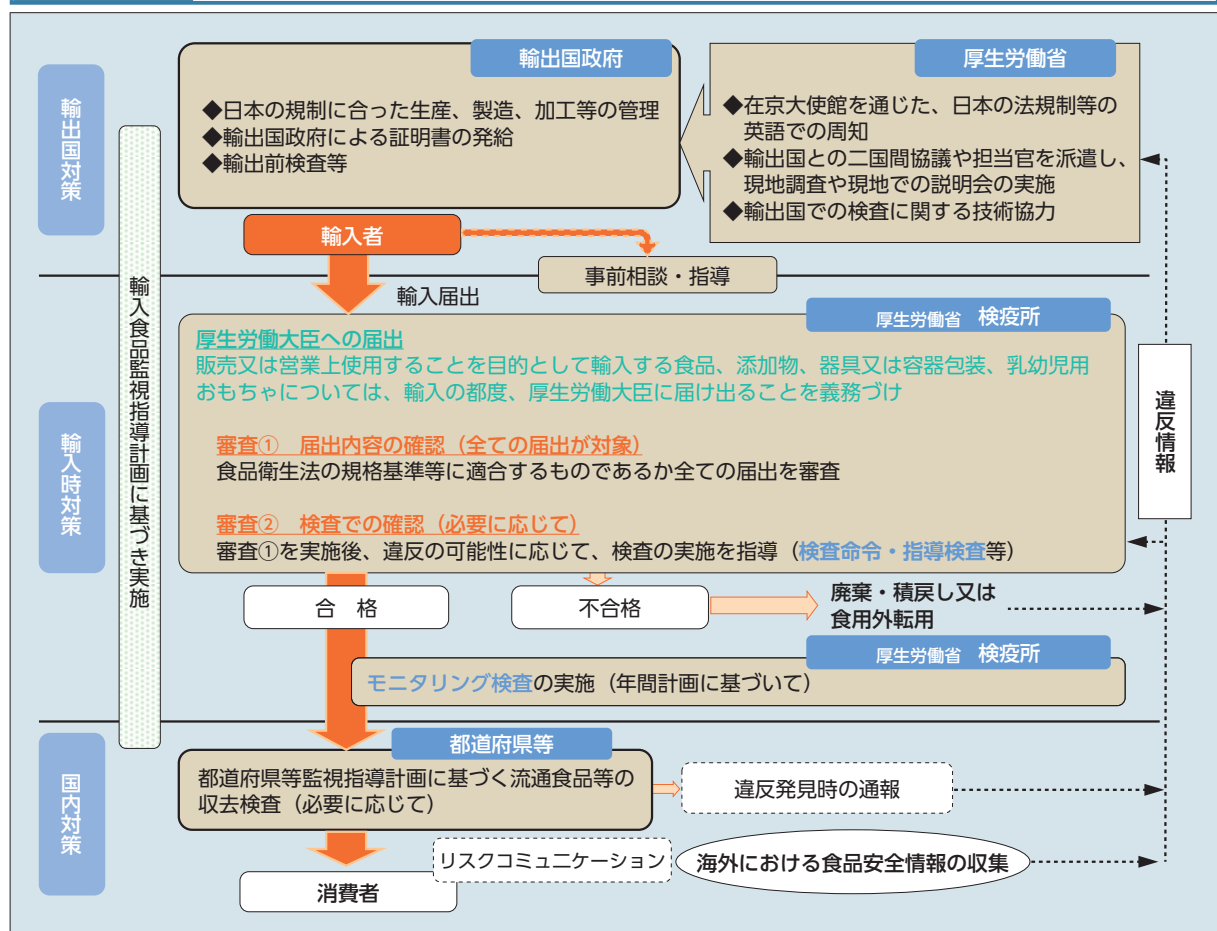 輸出国対策
輸入食品監視指導計画に基づき実施
輸出国政府
◆日本の規制に合った生産、製造、加工等の管理
◆輸出国政府による証明書の発給
◆輸出前検査等
厚生労働省
◆在京大使館を通じた、日本の法規制等の
英語での周知
◆輸出国との二国間協議や担当官を派遣し、
現地調査や現地での説明会の実施
◆輸出国での検査に関する技術協力
輸入者
事前相談・指導
輸入届出
輸入時対策
厚生労働省 検疫所
厚生労働大臣への届出
販売又は営業上使用することを目的として輸入する食品、添加物、器具又は容器包装、乳幼児用
おもちゃについては、輸入の都度、厚生労働大臣に届け出ることを義務づけ
審査① 届出内容の確認（全ての届出が対象）
食品衛生法の規格基準等に適合するものであるか全ての届出を審査
審査② 検査での確認（必要に応じて）
審査①を実施後、違反の可能性に応じて、検査の実施を指導（検査命令・指導検査等）
違反情報
合 格
不合格
廃棄・積戻し又は
食用外転用
厚生労働省 検疫所
モニタリング検査の実施（年間計画に基づいて）
国内対策
都道府県等
都道府県等監視指導計画に基づく流通食品等の
収去検査（必要に応じて）
違反発見時の通報
リスクコミュニケーション
海外における食品安全情報の収集
消費者